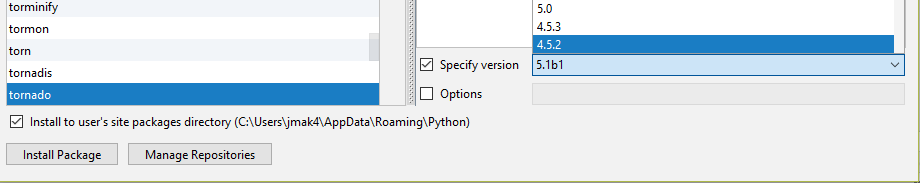 torminify
tormon
torn
tornadis
tornado
5.0
4.5.3
4.5.2
Specify version
5.1b1
Options
Install to user's site packages directory (C:\Users\jmak4\AppData\Roaming\Python)
Install Package
Manage Repositories